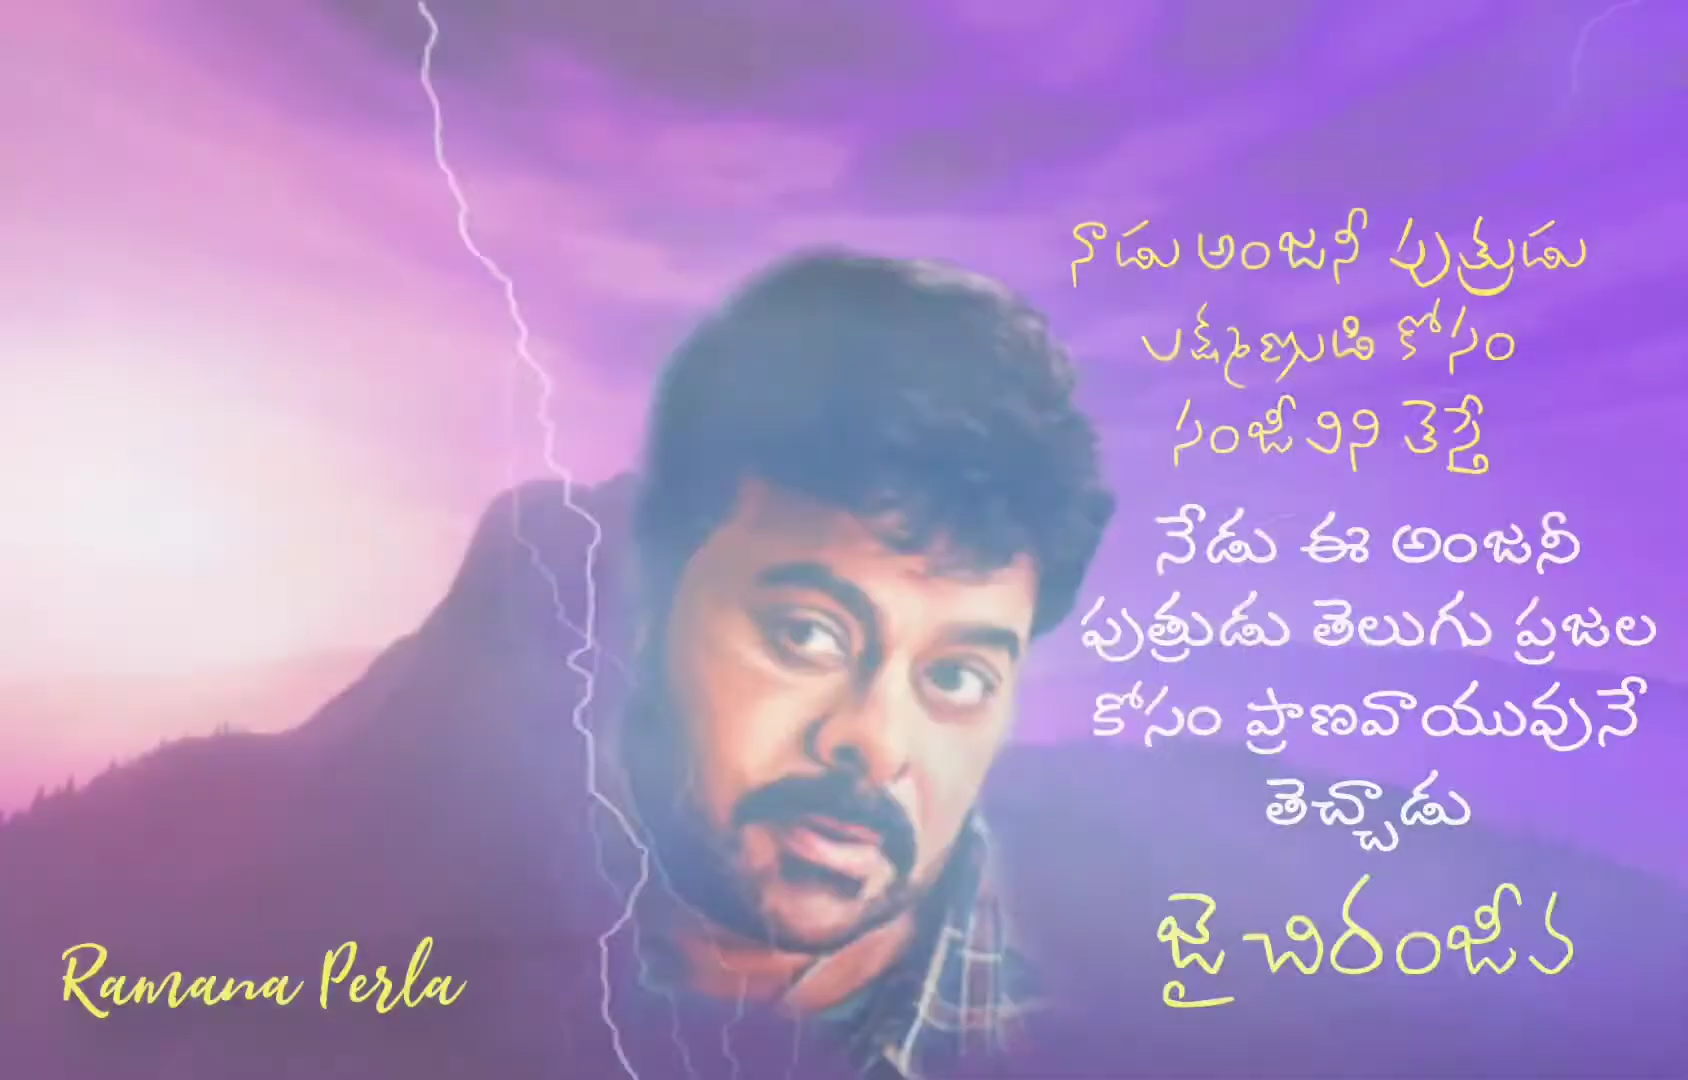 నాడు అంజనీ పుత్రుడు
లక్ష్మణుడి కోసం
సంజీవిని తెస్తే
నేడు ఈ అంజనీ
పుత్రుడు తెలుగు ప్రజల
కోసం ప్రాణవాయువునే
తెచ్చాడు
జై చిరంజీవ
Ramana Perla